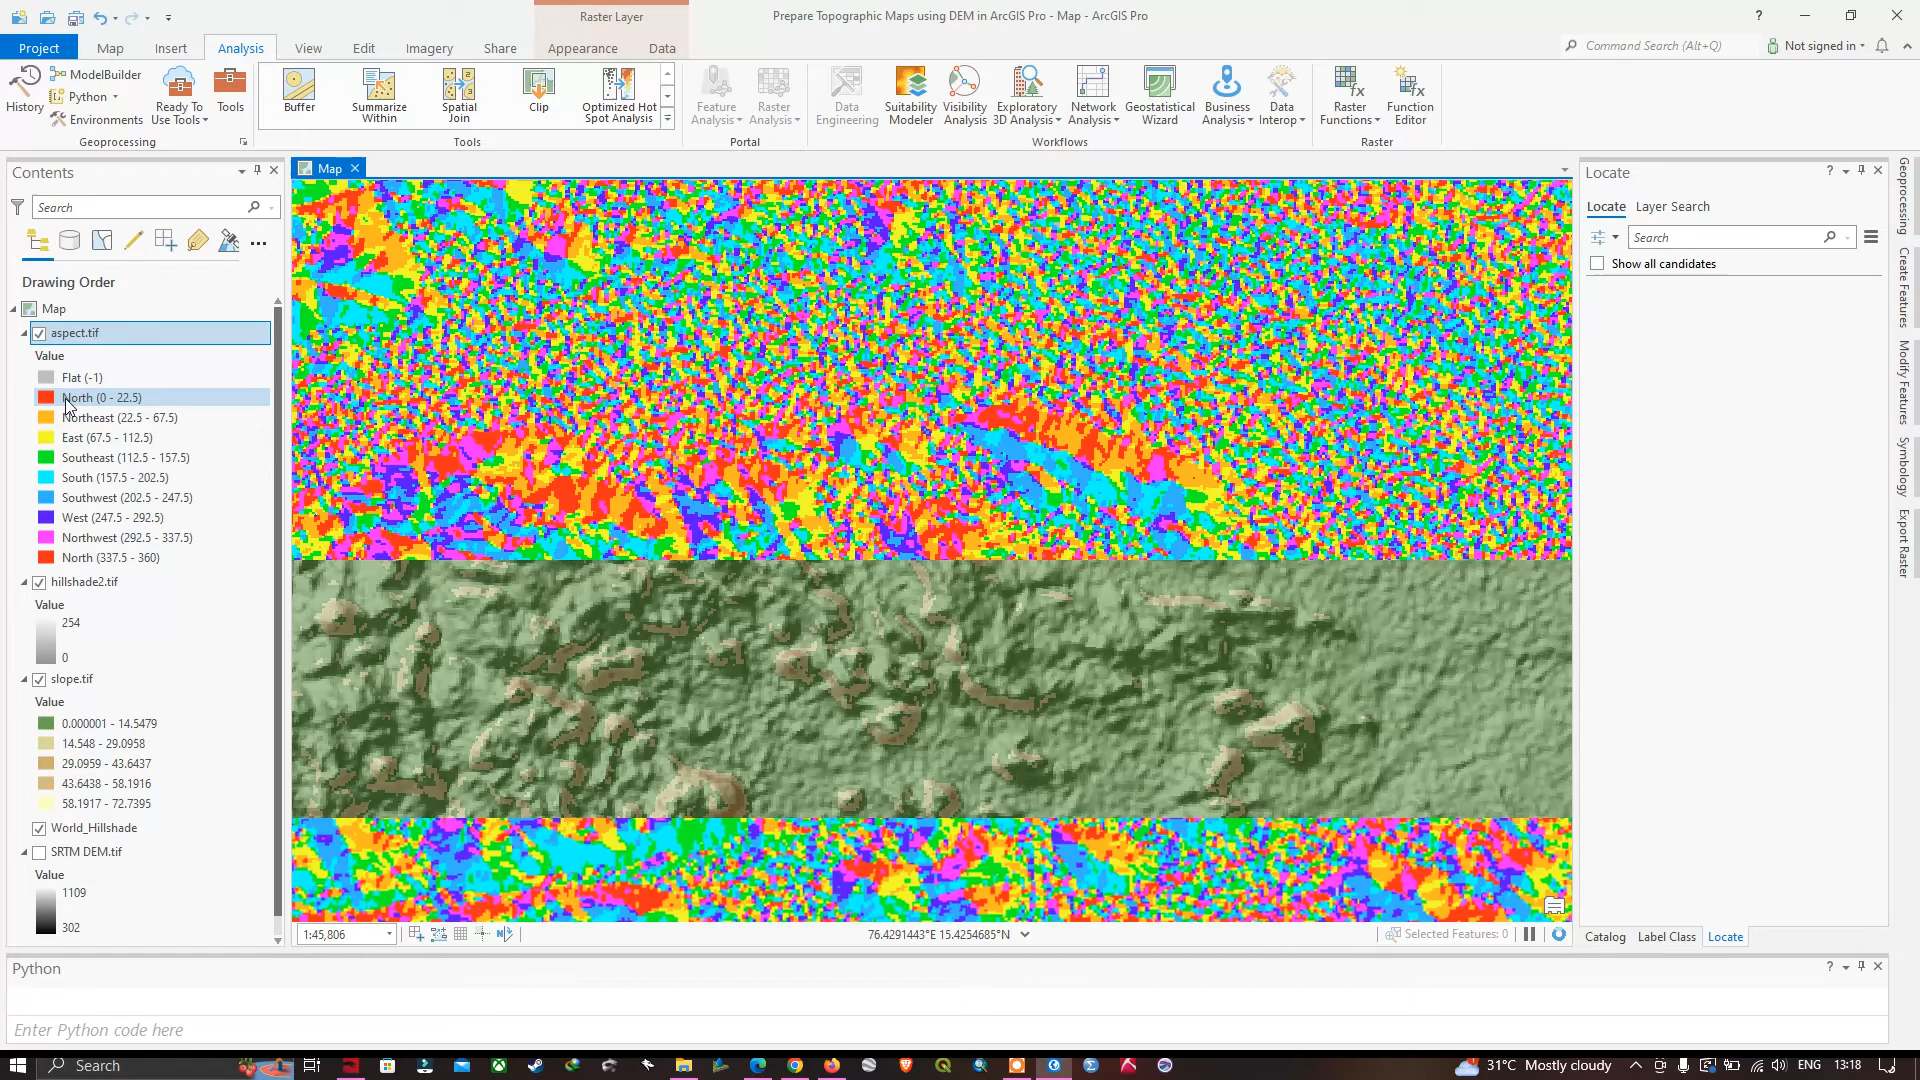 Raster Layer
Prepare Topographic Maps using DEM in ArcGIS Pro - Map - ArcGIS Pro
?
Project
Map
Insert
Analysis
View
Edit
Imagery
Share
Appearance
Data
Command Search (Alt+Q)
Not signed in
History
ModelBuilder
Python
Environments
Ready To Use Tools
Tools
Buffer
Summarize Within
Spatial Join
Clip
Optimized Hot Spot Analysis
Feature Analysis
Raster Analysis
Data Engineering
Suitability Modeler
Visibility Analysis
Exploratory 3D Analysis
Network Analysis
Geostatistical Wizard
Business Analysis
Data Interop
Raster Functions
Function Editor
Geoprocessing
Tools
Portal
Workflows
Raster
Contents
Search
Drawing Order
Map
aspect.tif
Value
Flat (-1)
North (0 - 22.5)
Northeast (22.5 - 67.5)
East (67.5 - 112.5)
Southeast (112.5 - 157.5)
South (157.5 - 202.5)
Southwest (202.5 - 247.5)
West (247.5 - 292.5)
Northwest (292.5 - 337.5)
North (337.5 - 360)
hillshade2.tif
Value
254
0
slope.tif
Value
0.000001 - 14.5479
14.548 - 29.0958
29.0959 - 43.6437
43.6438 - 58.1916
58.1917 - 72.7395
World_Hillshade
SRTM DEM.tif
Value
1109
302
Map
1:45,806
76.4291443°E 15.4254685°N
Selected Features: 0
Locate
?
Locate
Layer Search
Search
Show all candidates
Catalog
Label Class
Locate
Geoprocessing
Create Features
Modify Features
Symbology
Export Raster
Python
?
Enter Python code here
Search
31°C Mostly cloudy
ENG
13:18